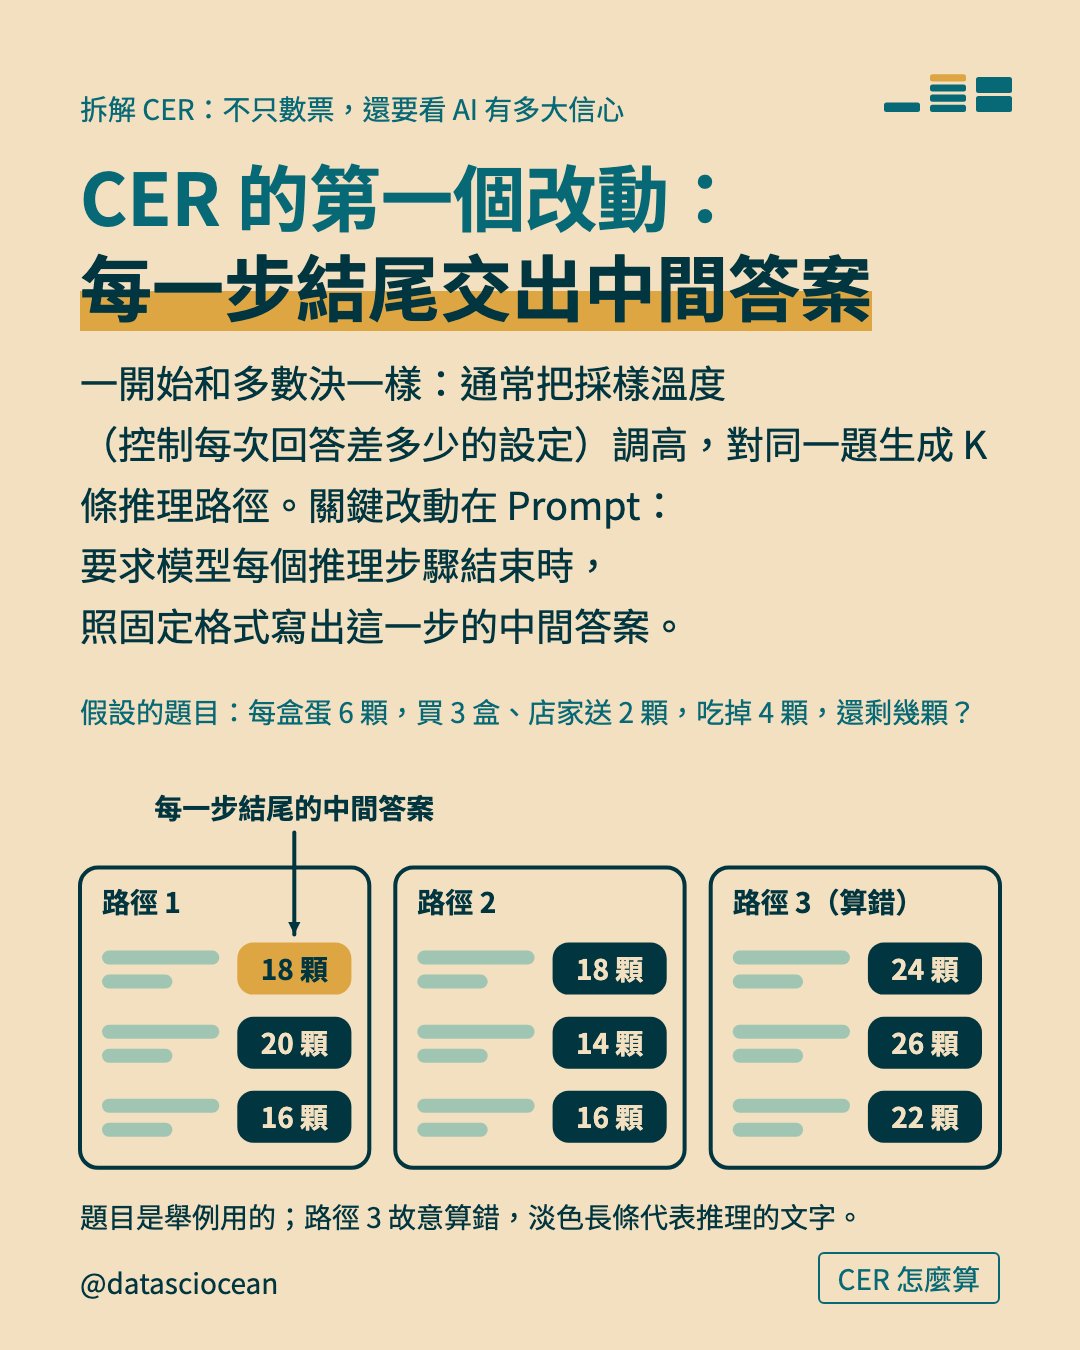 拆解 CER：不只數票，還要看 AI 有多大信心
CER 的第一個改動：
每一步結尾交出中間答案
一開始和多數決一樣：通常把採樣溫度
（控制每次回答差多少的設定）調高，對同一題生成 K
條推理路徑。關鍵改動在 Prompt：
要求模型每個推理步驟結束時，
照固定格式寫出這一步的中間答案。
假設的題目：每盒蛋 6 顆，買 3 盒、店家送 2 顆，吃掉 4 顆，還剩幾顆？
每一步結尾的中間答案
路徑 1
18 顆
20 顆
16 顆
路徑 2
18 顆
14 顆
16 顆
路徑 3（算錯）
24 顆
26 顆
22 顆
題目是舉例用的；路徑 3 故意算錯，淡色長條代表推理的文字。
@datasciocean
CER 怎麼算